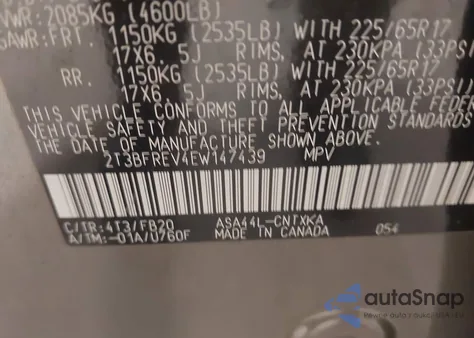 VWR: 2085KG (4600LB)
GAWR: FRT. 1150KG (2535LB) WITH 225/65R17
17X6. 5J RIMS, AT 230KPA (33PSI)
RR. 1150KG (2535LB) WITH 225/65R17
17X6. 5J RIMS, AT 230KPA (33PSI)
THIS VEHICLE CONFORMS TO ALL APPLICABLE FEDER
VEHICLE SAFETY AND THEFT PREVENTION STANDARDS
THE DATE OF MANUFACTURE SHOWN ABOVE.
2T3BFREV4EW147439 MPV
C/TR: 4T3/FB20 ASA44L-CNTXKA 054
A/TM: -01A/U760F MADE IN CANADA
autaSnap
Pewne auto z aukcji